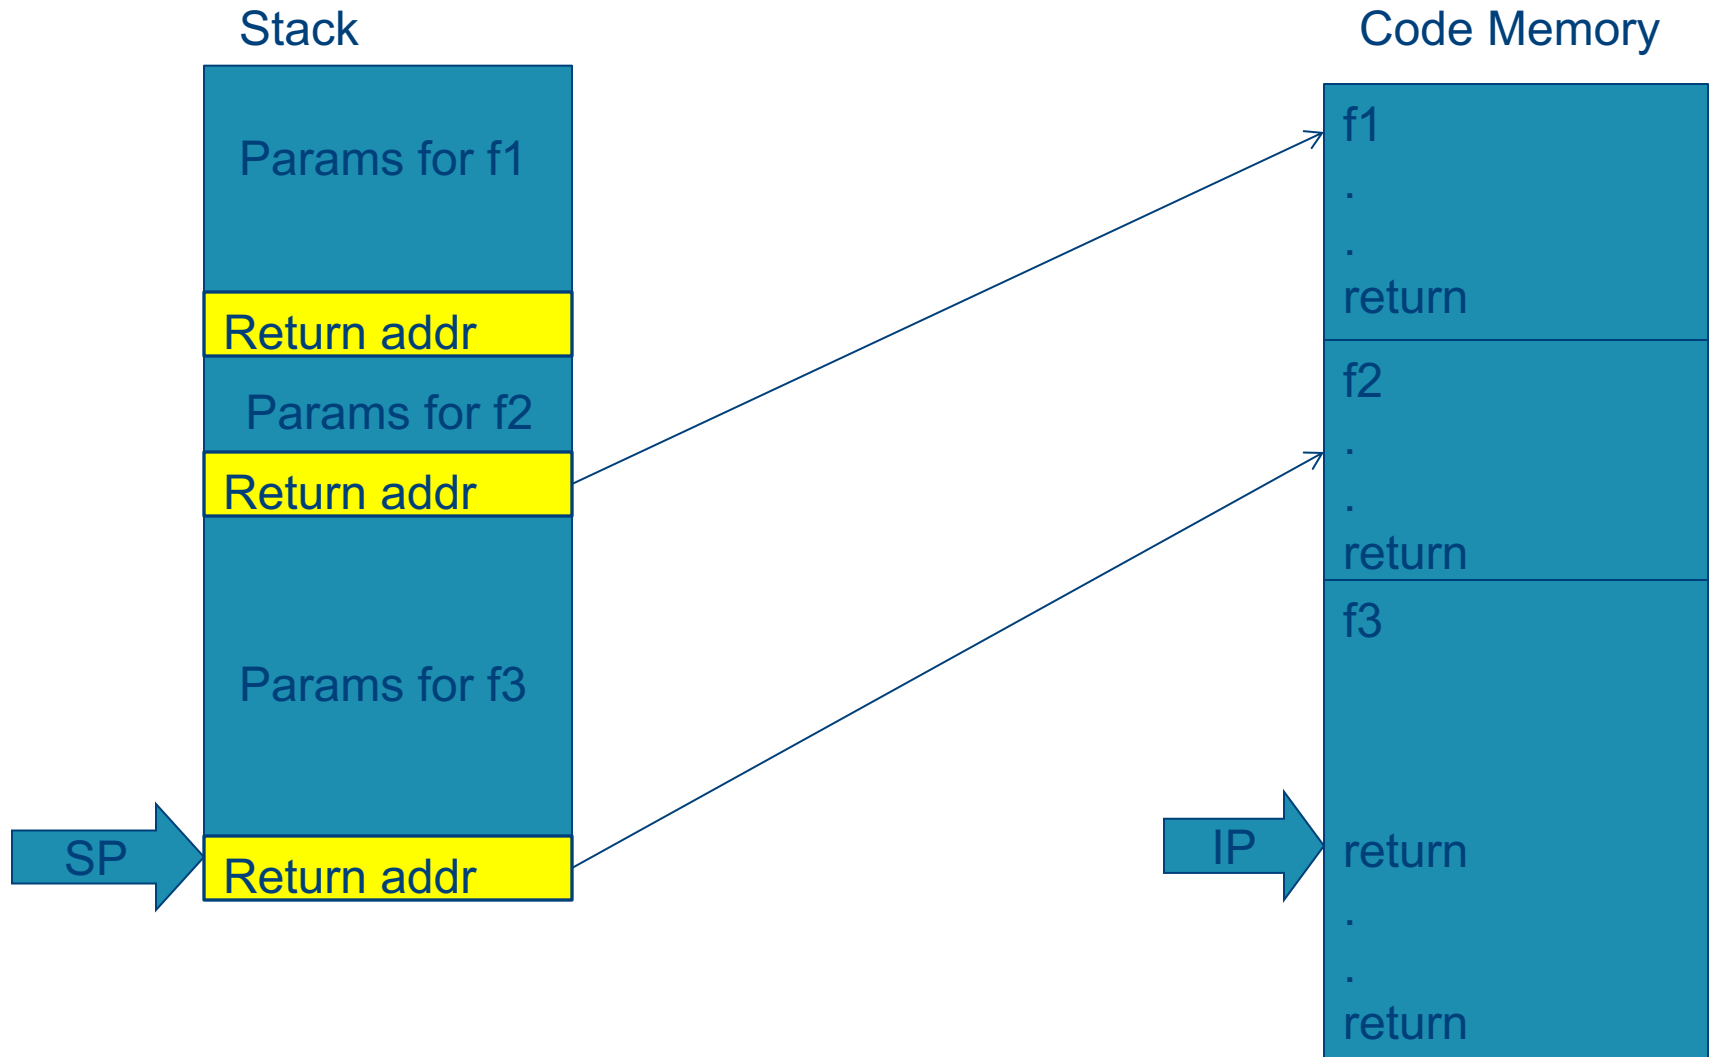 Stack
Params for f1
Return addr
Params for f2
Return addr
Params for f3
SP
Return addr
Code Memory
f1
.
.
return
f2
.
.
return
f3
IP
return
.
.
return